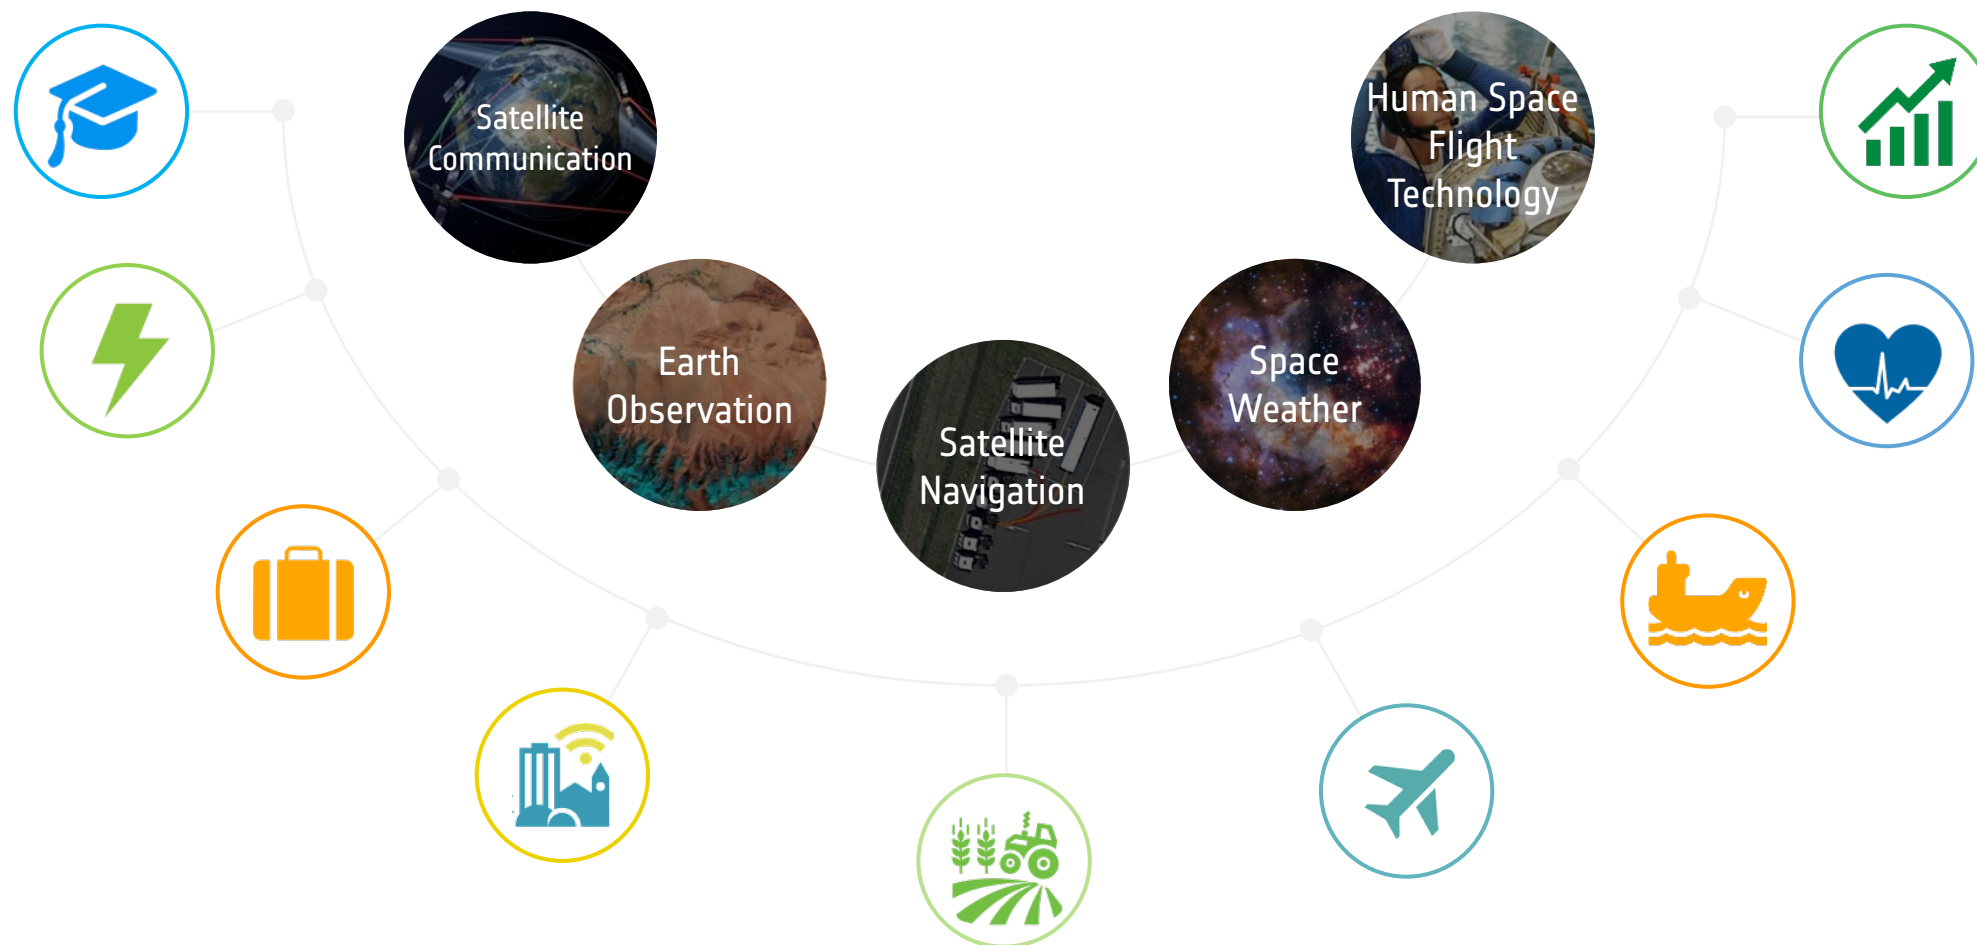 Satellite
Communication
Human Space
Flight
Technology
Earth
Observation
Space
Weather
Satellite
Navigation